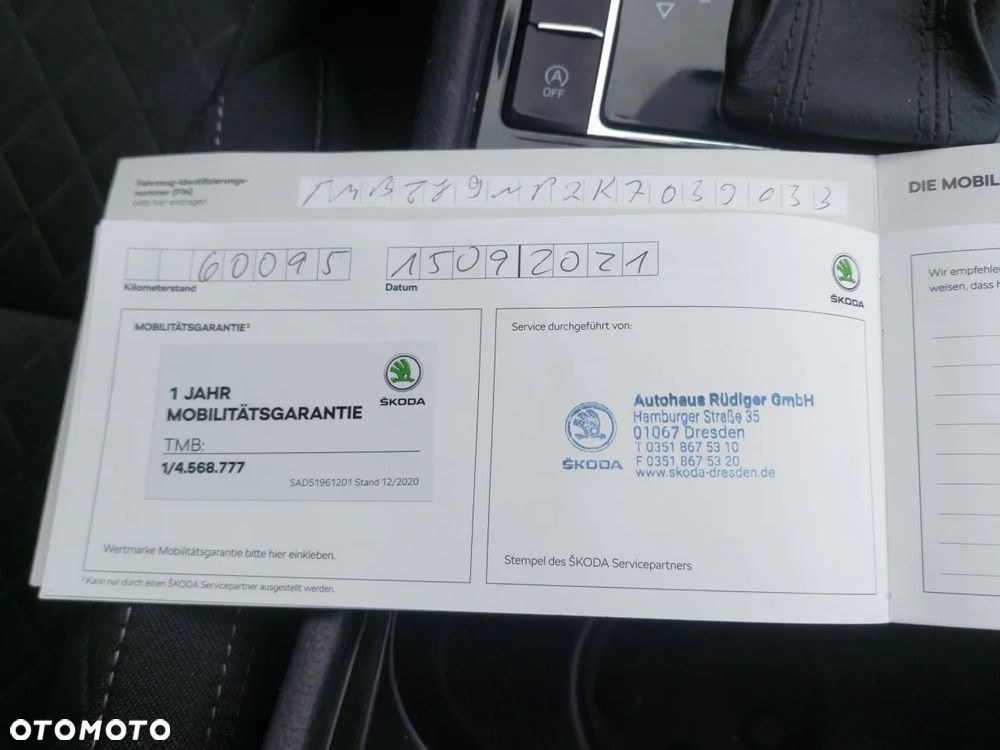 OFF
Fahrzeug-Identifizierungs-
nummer (FIN)
bitte hier eintragen
DIE MOBIL
60095
15092021
Kilometerstand
Datum
ŠKODA
Wir empfehlen
weisen, dass
MOBILITÄTSGARANTIE²
1 JAHR
MOBILITÄTSGARANTIE
ŠKODA
TMB:
1/4.568.777
SAD51961201 Stand 12/2020
Wertmarke Mobilitätsgarantie bitte hier einkleben.
² Kann nur durch einen ŠKODA Servicepartner ausgestellt werden.
Service durchgeführt von:
ŠKODA
Autohaus Rüdiger GmbH
Hamburger Straße 35
01067 Dresden
T 0351 867 53 10
F 0351 867 53 20
www.skoda-dresden.de
Stempel des ŠKODA Servicepartners
OTOMOTO